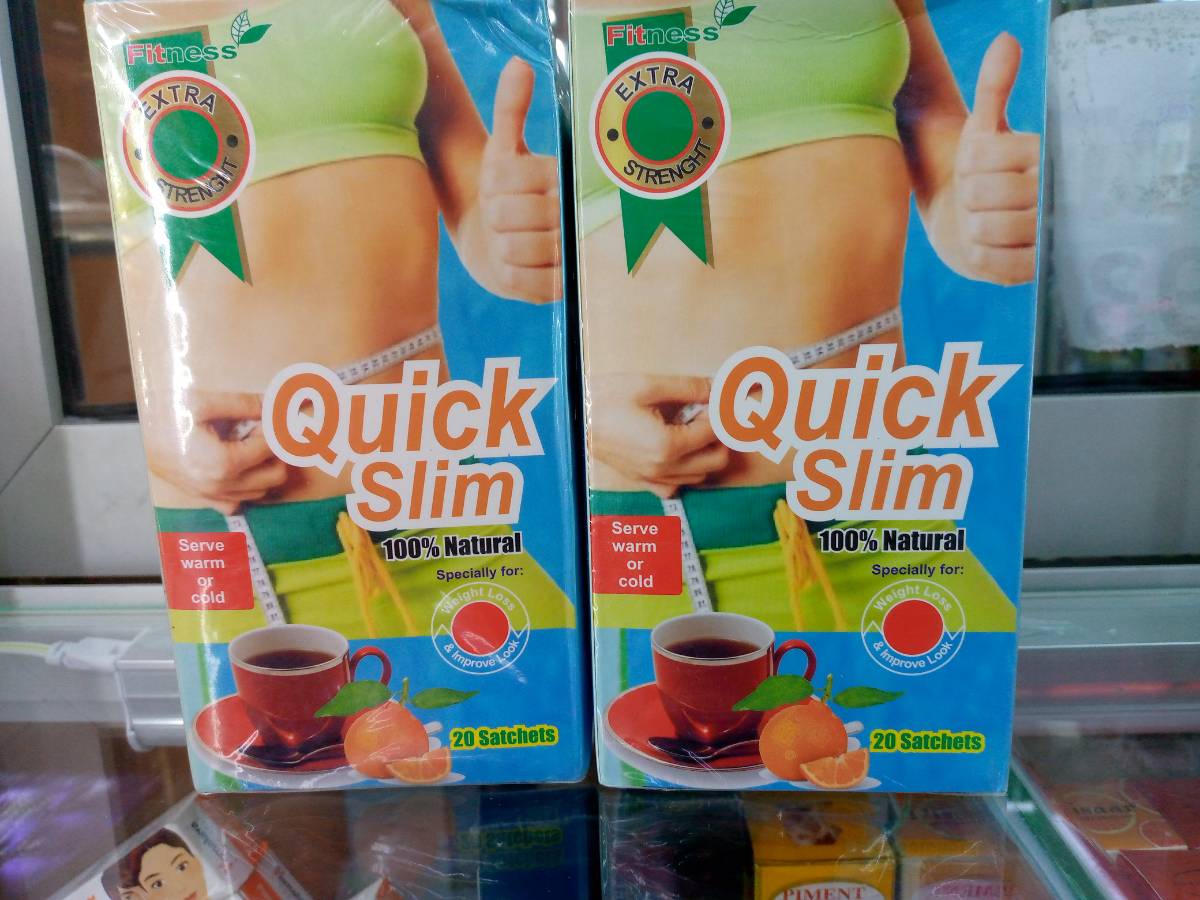 Fitness
EXTRA
STRENGHT
Quick
Slim
100% Natural
Serve
warm
or
cold
Specially for:
Weight Loss
& Improve Look
20 Satchets
Fitness
EXTRA
STRENGHT
Quick
Slim
100% Natural
Serve
warm
or
cold
Specially for:
Weight Loss
& Improve Look
20 Satchets
PIMENT